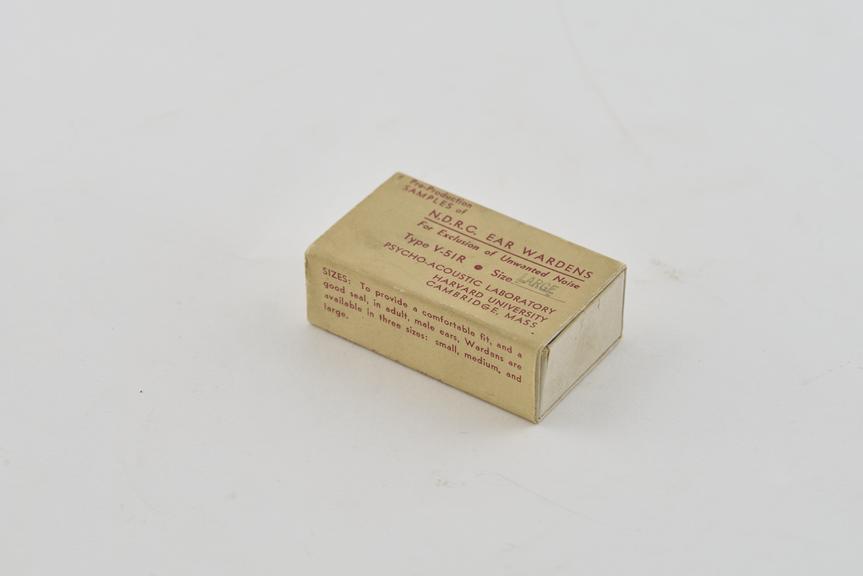 Pre-Production
SAMPLES of
N.D.R.C. EAR WARDENS
For Exclusion of Unwanted Noise
Type V-51R • Size LARGE
PSYCHO-ACOUSTIC LABORATORY
HARVARD UNIVERSITY
CAMBRIDGE, MASS.
SIZES: To provide a comfortable fit, and a
good seal, in adult, male ears, Wardens are
available in three sizes: small, medium, and
large.